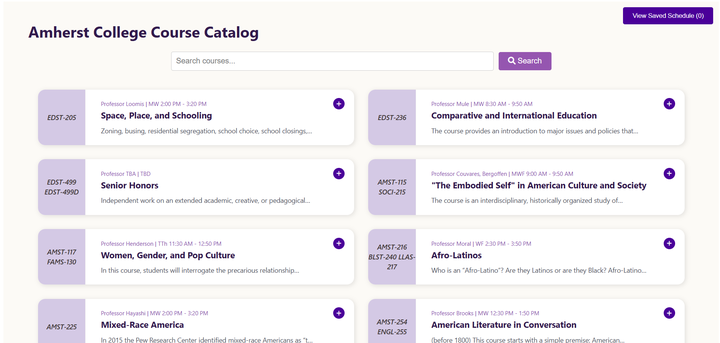 View Saved Schedule (0)
Amherst College Course Catalog
Search courses...
Search
EDST-205
Professor Loomis | MW 2:00 PM - 3:20 PM
Space, Place, and Schooling
Zoning, busing, residential segregation, school choice, school closings,...
EDST-236
Professor Mule | MW 8:30 AM - 9:50 AM
Comparative and International Education
The course provides an introduction to major issues and policies that...
EDST-499
EDST-499D
Professor TBA | TBD
Senior Honors
Independent work on an extended academic, creative, or pedagogical...
AMST-115
SOCI-215
Professor Couvares, Bergoffen | MWF 9:00 AM - 9:50 AM
"The Embodied Self" in American Culture and Society
The course is an interdisciplinary, historically organized study of...
AMST-117
FAMS-130
Professor Henderson | TTh 11:30 AM - 12:50 PM
Women, Gender, and Pop Culture
In this course, students will interrogate the precarious relationship...
AMST-216
BLST-240 LLAS-
217
Professor Moral | WF 2:30 PM - 3:50 PM
Afro-Latinos
Who is an "Afro-Latino"? Are they Latinos or are they Black? Afro-Latinos...
AMST-225
Professor Hayashi | MW 2:00 PM - 3:20 PM
Mixed-Race America
In 2015 the Pew Research Center identified mixed-race Americans as "t...
AMST-254
ENGL-255
Professor Brooks | MW 12:30 PM - 1:50 PM
American Literature in Conversation
(before 1800) This course starts with a simple premise: American...